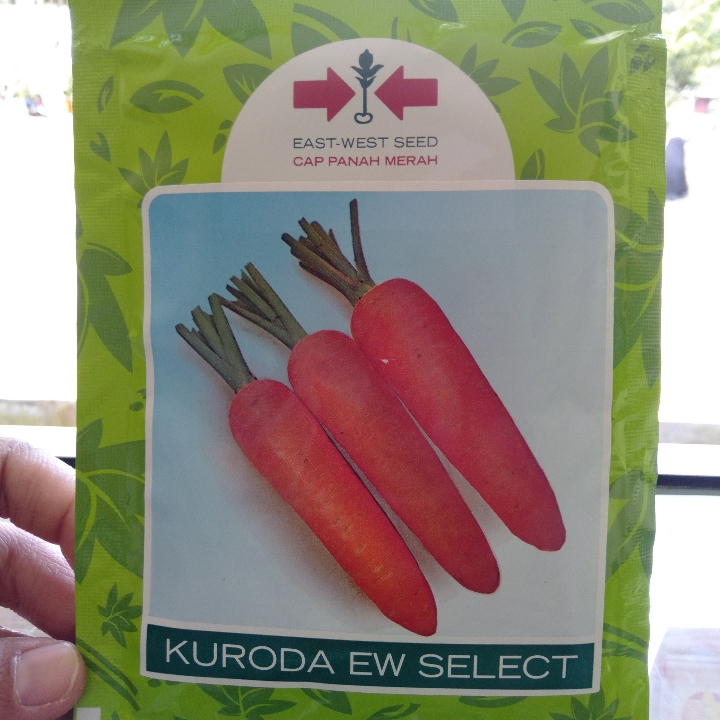 EAST-WEST SEED
CAP PANAH MERAH
KURODA EW SELECT